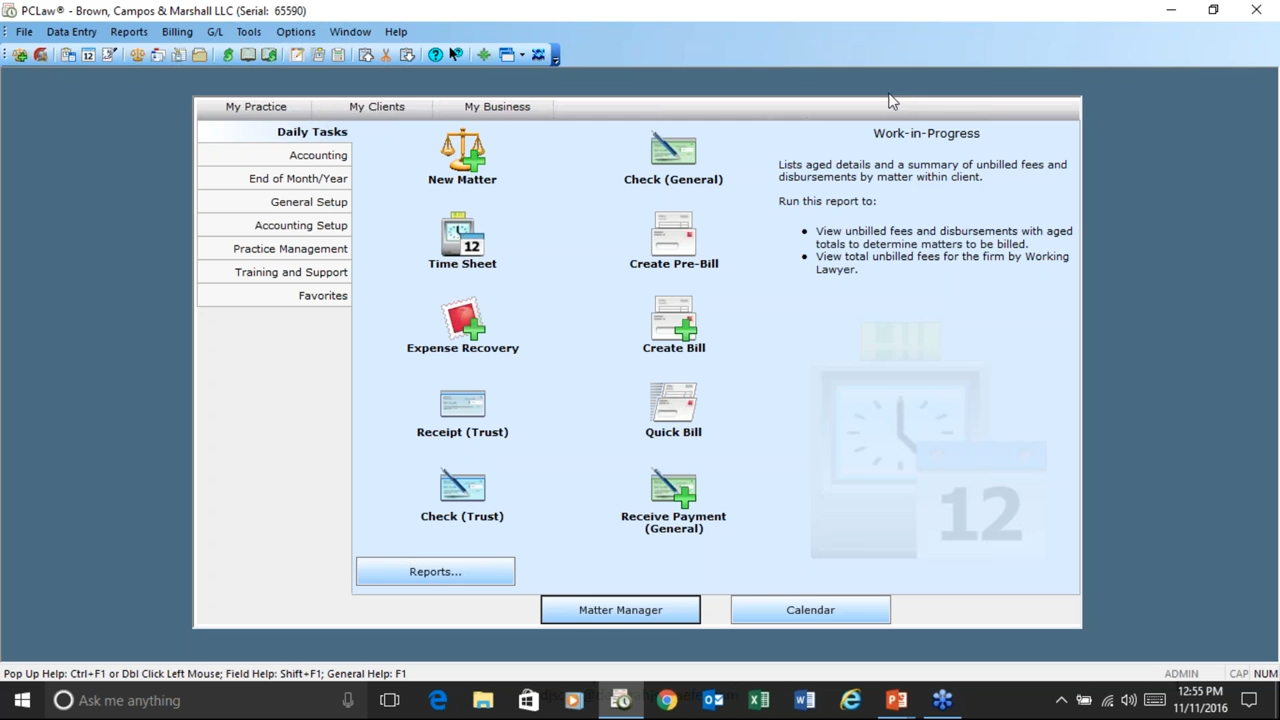 PCLaw® - Brown, Campos & Marshall LLC (Serial: 65590)
File Data Entry Reports Billing G/L Tools Options Window Help
12
My Practice My Clients My Business
Daily Tasks
Accounting
End of Month/Year
General Setup
Accounting Setup
Practice Management
Training and Support
Favorites
New Matter
Check (General)
12
Time Sheet
Create Pre-Bill
Expense Recovery
Create Bill
Receipt (Trust)
Quick Bill
Check (Trust)
Receive Payment
(General)
Reports...
Work-in-Progress
Lists aged details and a summary of unbilled fees and
disbursements by matter within client.
Run this report to:
View unbilled fees and disbursements with aged
totals to determine matters to be billed.
View total unbilled fees for the firm by Working
Lawyer.
12
Matter Manager
Calendar
Pop Up Help: Ctrl+F1 or Dbl Click Left Mouse; Field Help: Shift+F1; General Help: F1
ADMIN CAP NUM
Ask me anything
12:55 PM
11/11/2016